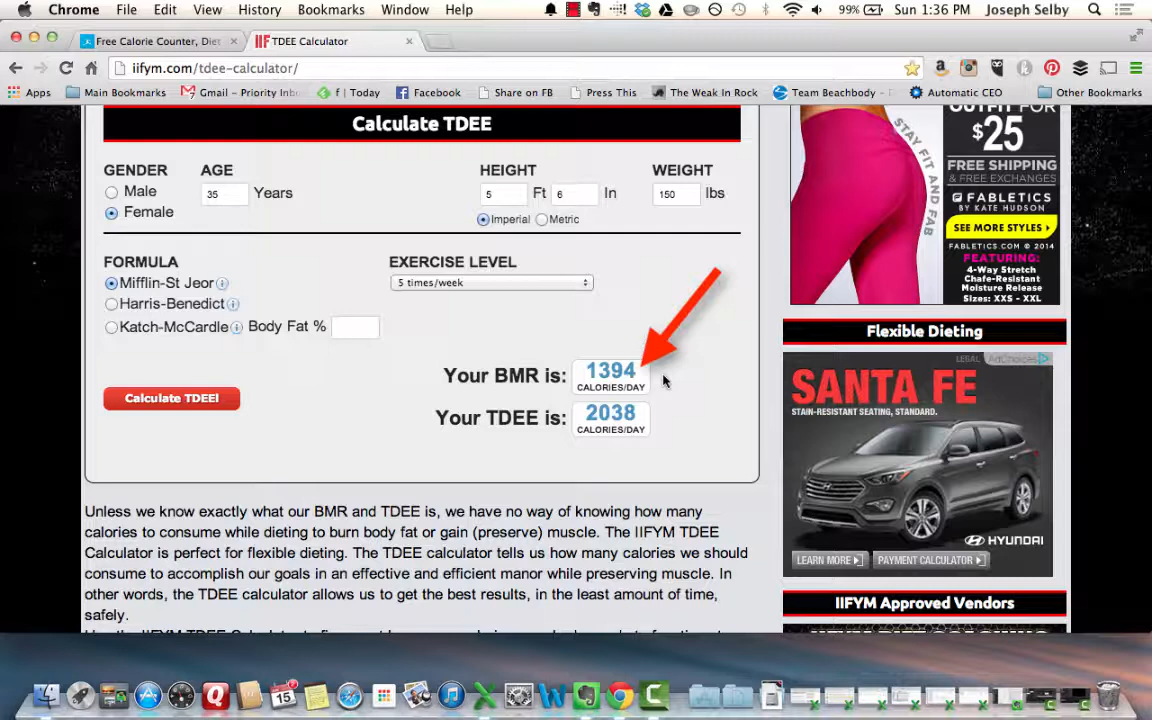 Chrome File Edit View History Bookmarks Window Help 99% Sun 1:36 PM Joseph Selby
Free Calorie Counter, Diet
IIF TDEE Calculator
iifym.com/tdee-calculator/
Apps Main Bookmarks Gmail – Priority Inbo f | Today Facebook Share on FB Press This The Weak In Rock Team Beachbody - Automatic CEO Other Bookmarks
Calculate TDEE
GENDER AGE HEIGHT WEIGHT
Male
35 Years 5 Ft 6 In 150 lbs
Female
Imperial Metric
FORMULA EXERCISE LEVEL
Mifflin-St Jeor 5 times/week
Harris-Benedict
Katch-McCardle Body Fat %
Your BMR is: 1394
CALORIES/DAY
Calculate TDEE!
Your TDEE is: 2038
CALORIES/DAY
Unless we know exactly what our BMR and TDEE is, we have no way of knowing how many
calories to consume while dieting to burn body fat or gain (preserve) muscle. The IIFYM TDEE
Calculator is perfect for flexible dieting. The TDEE calculator tells us how many calories we should
consume to accomplish our goals in an effective and efficient manor while preserving muscle. In
other words, the TDEE calculator allows us to get the best results, in the least amount of time,
safely.
STAY FIT AND FAB
OUTFIT FOR
$25
FREE SHIPPING
& FREE EXCHANGES
FABLETICS
BY KATE HUDSON
SEE MORE STYLES
FABLETICS.COM © 2014
FEATURING:
4-Way Stretch
Chafe-Resistant
Moisture Release
Sizes: XXS - XXL
Flexible Dieting
LEGAL AdChoices
SANTA FE
STAIN-RESISTANT SEATING, STANDARD.
HYUNDAI
LEARN MORE PAYMENT CALCULATOR
IIFYM Approved Vendors
15